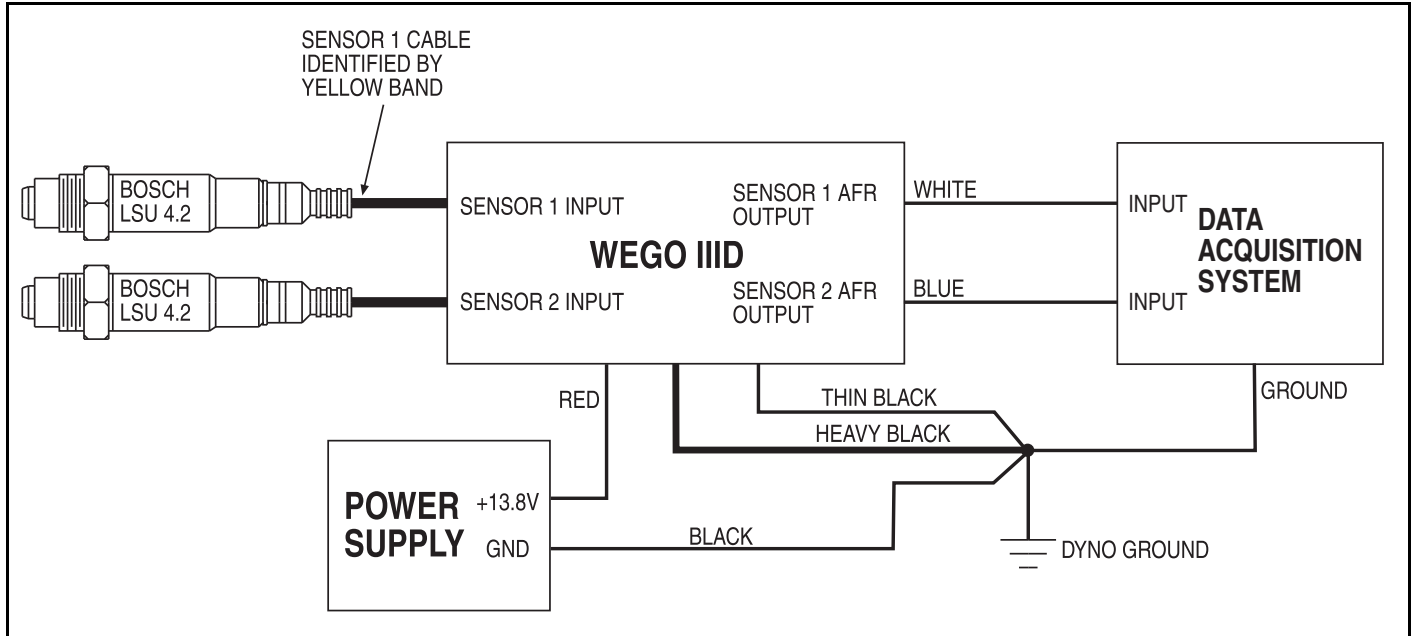 SENSOR 1 CABLE
IDENTIFIED BY
YELLOW BAND
BOSCH
LSU 4.2
SENSOR 1 INPUT
SENSOR 1 AFR
OUTPUT
WHITE
INPUT
DATA
ACQUISITION
SYSTEM
WEGO IIID
BOSCH
LSU 4.2
SENSOR 2 INPUT
SENSOR 2 AFR
OUTPUT
BLUE
INPUT
RED
THIN BLACK
HEAVY BLACK
GROUND
POWER
SUPPLY
+13.8V
GND
BLACK
DYNO GROUND